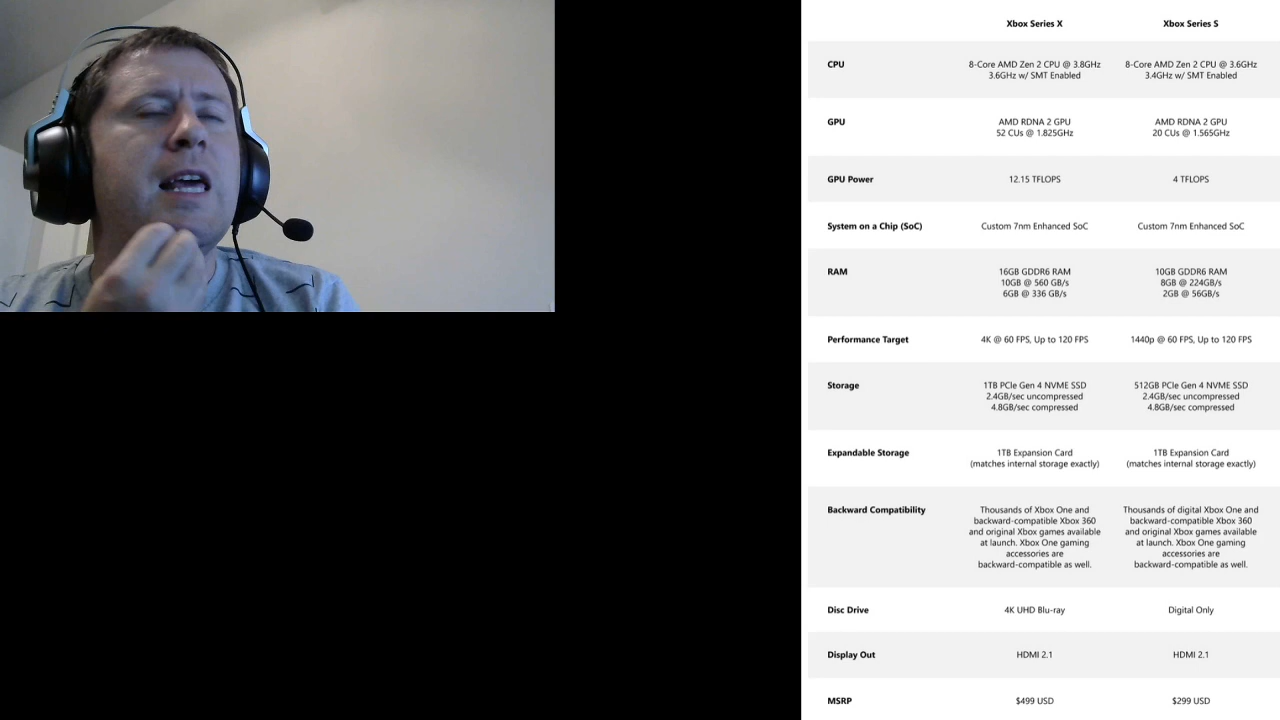 Xbox Series X Xbox Series S
CPU
8-Core AMD Zen 2 CPU @ 3.8GHz
3.6GHz w/ SMT Enabled
8-Core AMD Zen 2 CPU @ 3.6GHz
3.4GHz w/ SMT Enabled
GPU
AMD RDNA 2 GPU
52 CUs @ 1.825GHz
AMD RDNA 2 GPU
20 CUs @ 1.565GHz
GPU Power
12.15 TFLOPS
4 TFLOPS
System on a Chip (SoC)
Custom 7nm Enhanced SoC
Custom 7nm Enhanced SoC
RAM
16GB GDDR6 RAM
10GB @ 560 GB/s
6GB @ 336 GB/s
10GB GDDR6 RAM
8GB @ 224GB/s
2GB @ 56GB/s
Performance Target
4K @ 60 FPS, Up to 120 FPS
1440p @ 60 FPS, Up to 120 FPS
Storage
1TB PCIe Gen 4 NVME SSD
2.4GB/sec uncompressed
4.8GB/sec compressed
512GB PCIe Gen 4 NVME SSD
2.4GB/sec uncompressed
4.8GB/sec compressed
Expandable Storage
1TB Expansion Card
(matches internal storage exactly)
1TB Expansion Card
(matches internal storage exactly)
Backward Compatibility
Thousands of Xbox One and
backward-compatible Xbox 360
and original Xbox games available
at launch. Xbox One gaming
accessories are
backward-compatible as well.
Thousands of digital Xbox One and
backward-compatible Xbox 360
and original Xbox games available
at launch. Xbox One gaming
accessories are
backward-compatible as well.
Disc Drive
4K UHD Blu-ray
Digital Only
Display Out
HDMI 2.1
HDMI 2.1
MSRP
$499 USD
$299 USD